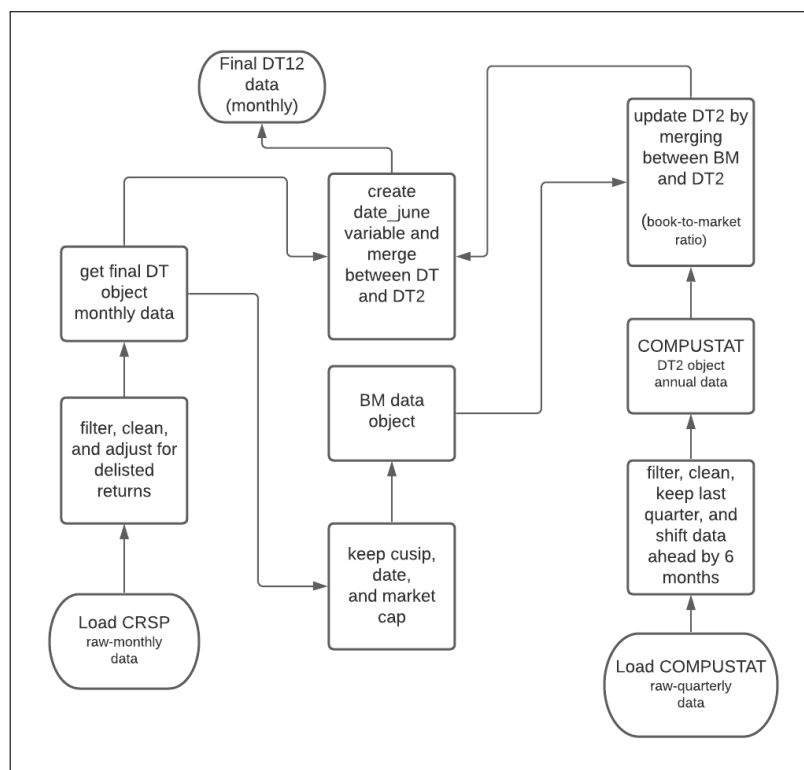 Final DT12
data
(monthly)
update DT2 by
merging
between BM
and DT2
(book-to-market
ratio)
create
date_june
variable and
merge
between DT
and DT2
get final DT
object
monthly data
COMPUSTAT
DT2 object
annual data
BM data
object
filter, clean,
and adjust for
delisted
returns
filter, clean,
keep last
quarter, and
shift data
ahead by 6
months
keep cusip,
date,
and market
cap
Load CRSP
raw-monthly
data
Load COMPUSTAT
raw-quarterly
data